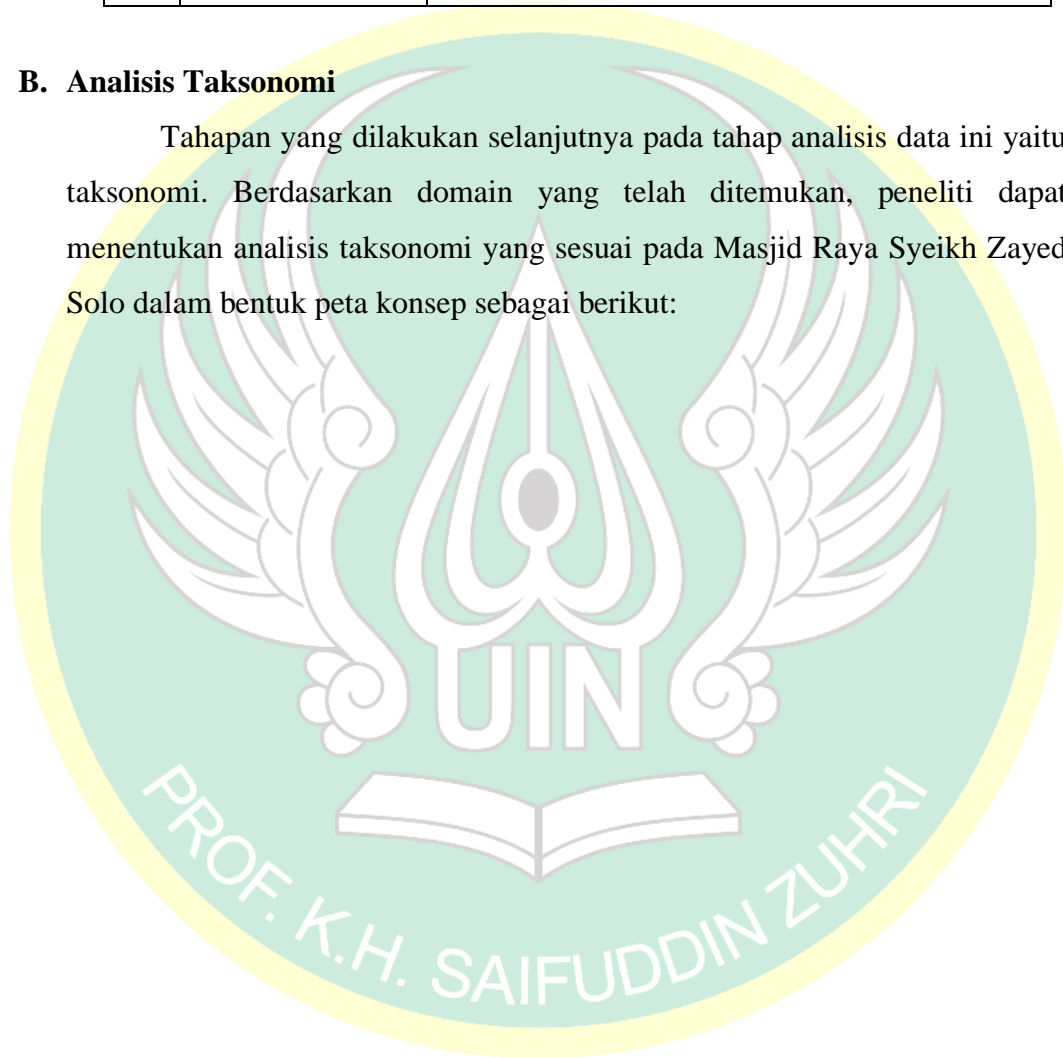 B. Analisis Taksonomi
Tahapan yang dilakukan selanjutnya pada tahap analisis data ini yaitu
taksonomi. Berdasarkan domain yang telah ditemukan, peneliti dapat
menentukan analisis taksonomi yang sesuai pada Masjid Raya Syeikh Zayed
Solo dalam bentuk peta konsep sebagai berikut:
UIN
PROF. K.H. SAIFUDDIN ZUHRI